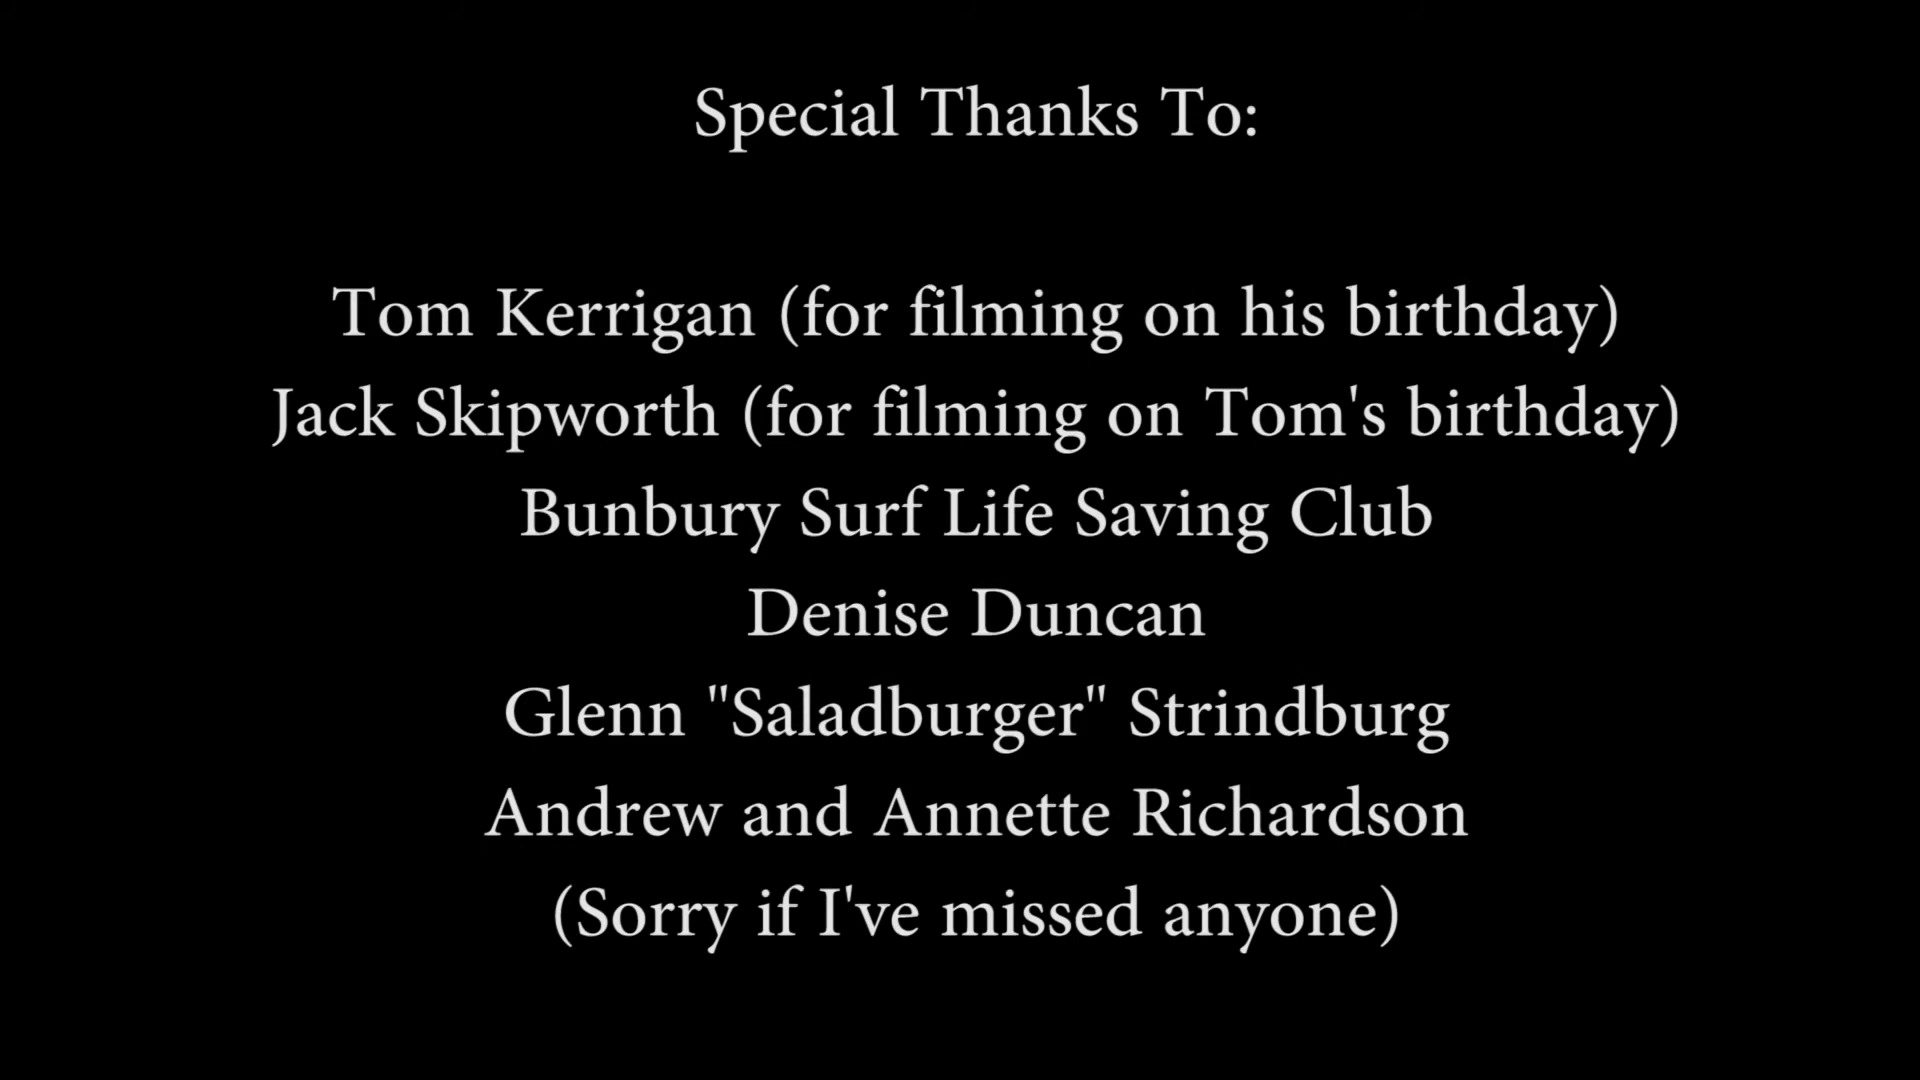 Special Thanks To:
Tom Kerrigan (for filming on his birthday)
Jack Skipworth (for filming on Tom's birthday)
Bunbury Surf Life Saving Club
Denise Duncan
Glenn "Saladburger" Strindburg
Andrew and Annette Richardson
(Sorry if I've missed anyone)